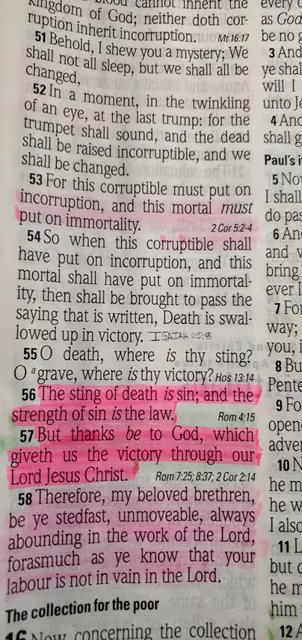 kingdom of God; neither doth cor-
ruption inherit incorruption. Mt 16:17
51 Behold, I shew you a mystery; We
shall not all sleep, but we shall all be
changed,
52 In a moment, in the twinkling
of an eye, at the last trump: for the
trumpet shall sound, and the dead
shall be raised incorruptible, and we
shall be changed.
53 For this corruptible must put on
incorruption, and this mortal must
put on immortality. 2 Cor 5:2-4
54 So when this corruptible shall
have put on incorruption, and this
mortal shall have put on immortal-
ity, then shall be brought to pass the
saying that is written, Death is swal-
lowed up in victory. ISAIAH 25:8
55 O death, where is thy sting?
O a grave, where is thy victory? Hos 13:14
56 The sting of death is sin; and the
strength of sin is the law. Rom 4:15
57 But thanks be to God, which
giveth us the victory through our
Lord Jesus Christ. Rom 7:25; 8:37; 2 Cor 2:14
58 Therefore, my beloved brethren,
be ye stedfast, unmoveable, always
abounding in the work of the Lord,
forasmuch as ye know that your
labour is not in vain in the Lord.
The collection for the poor
16 Now concerning the collection
as God
be no
3 And
ye shal
will I
unto Je
4 And
shall g
Paul's i
5 Nov
I shall
do pas
6 An
and v
bring
ever I
7 For
way;
you, i
8 Bu
Pente
9 Fo
open
adver
10 N
he m
he w
I also
11 L
but c
he m
him
12